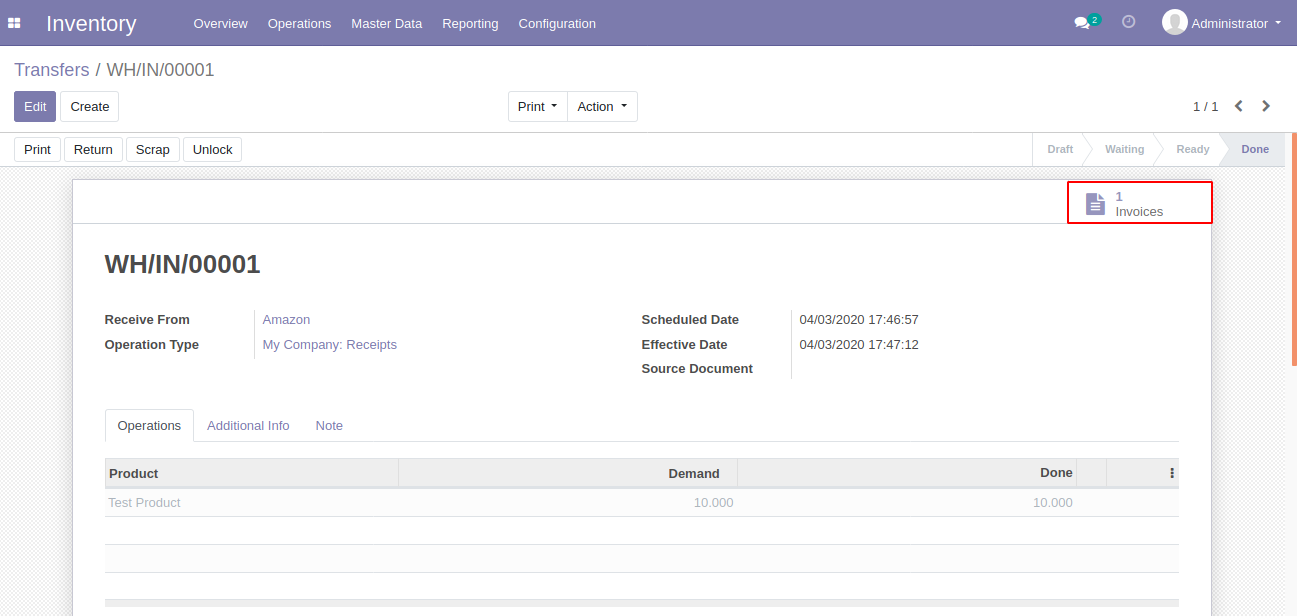 Inventory Overview Operations Master Data Reporting Configuration 2 Administrator
Transfers / WH/IN/00001
Edit Create Print Action 1 / 1
Print Return Scrap Unlock Draft Waiting Ready Done
1
Invoices
WH/IN/00001
Receive From Amazon Scheduled Date 04/03/2020 17:46:57
Operation Type My Company: Receipts Effective Date 04/03/2020 17:47:12
Source Document
Operations Additional Info Note
Product Demand Done
Test Product 10.000 10.000